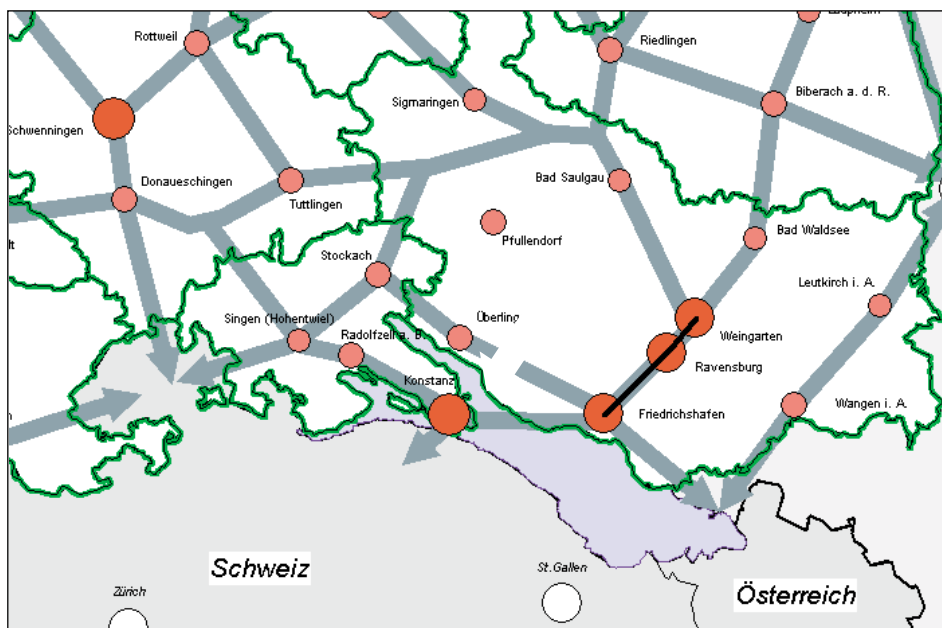 Rottweil
Riedlingen
Sigmaringen
Biberach a. d. R.
Schwenningen
Donaueschingen
Bad Saulgau
Tuttlingen
Pfullendorf
Bad Waldsee
Stockach
Leutkirch i. A.
Singen (Hohentwiel)
Überling
Radolfzell a. B.
Weingarten
Ravensburg
Konstanz
Friedrichshafen
Wangen i. A.
Schweiz
St.Gallen
Zürich
Österreich